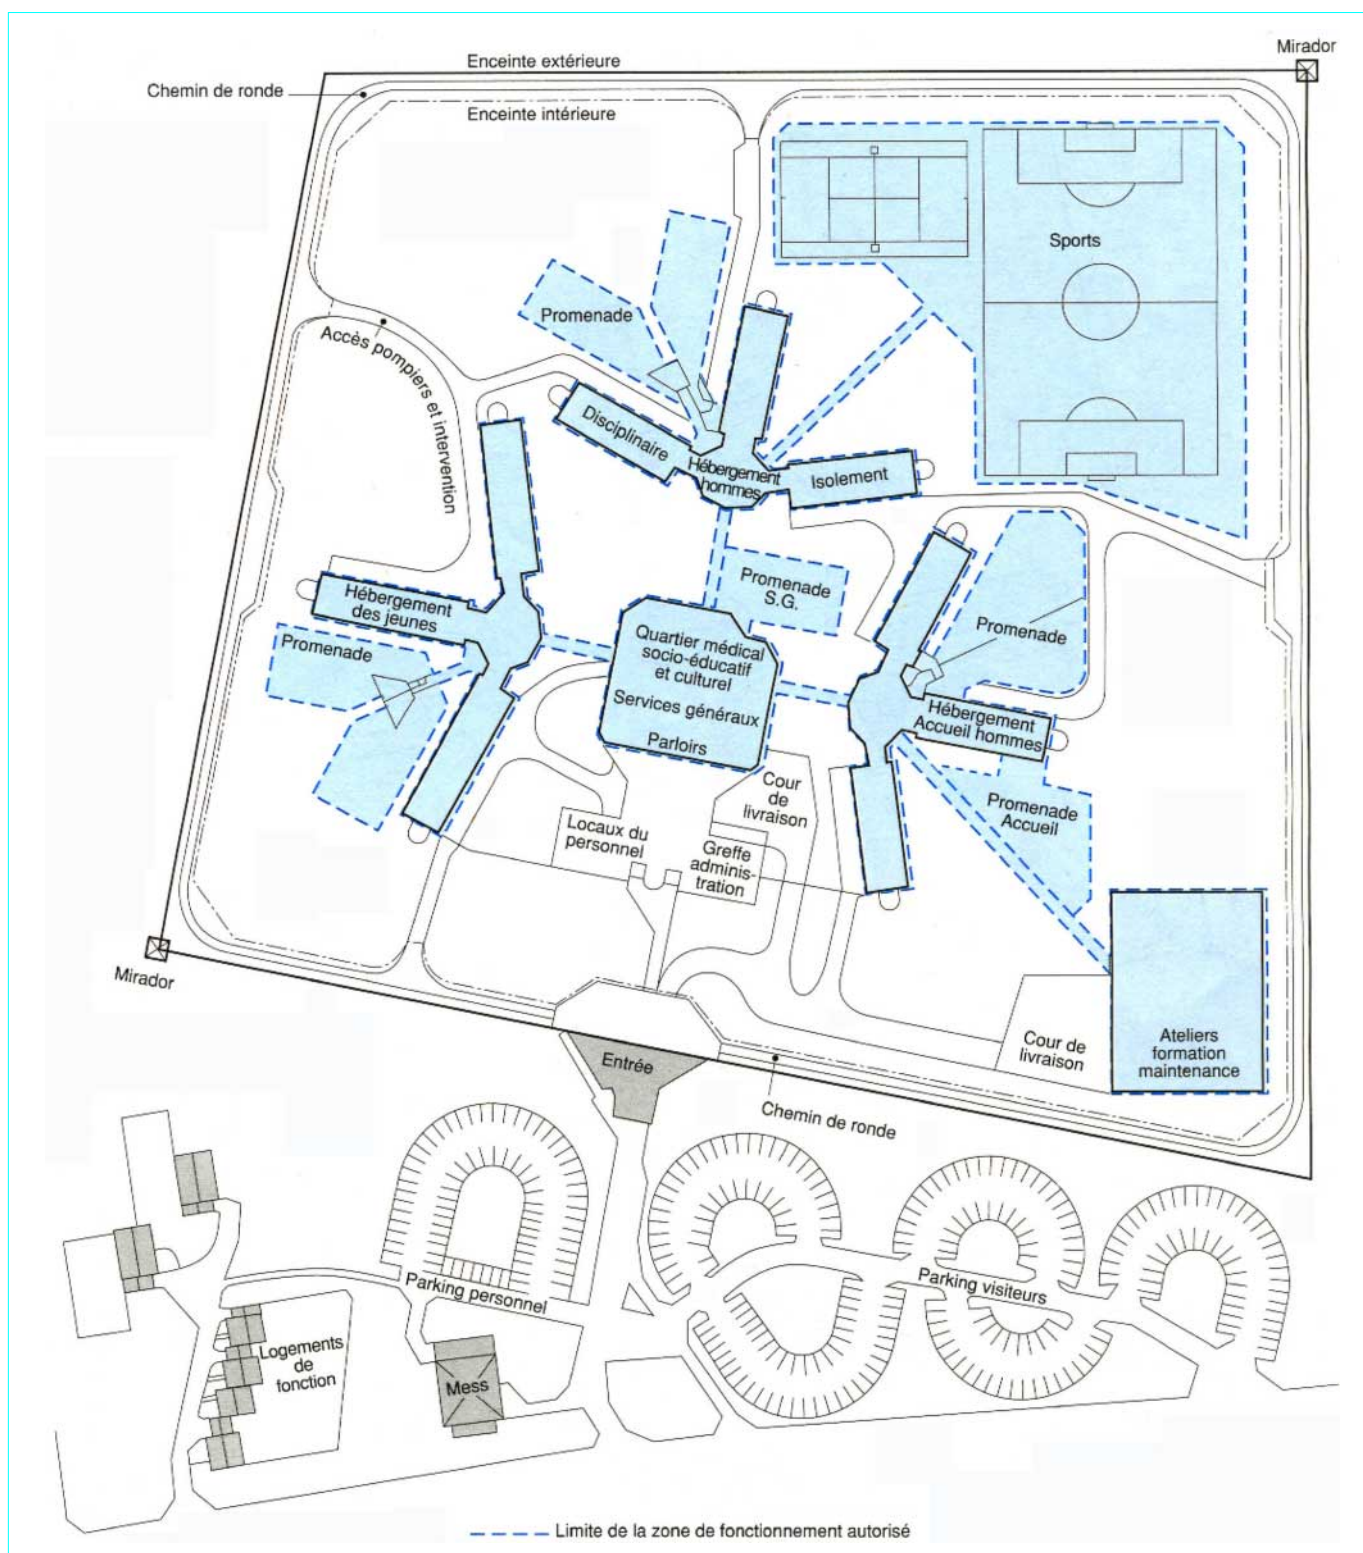 Mirador
Enceinte extérieure
Chemin de ronde
Enceinte intérieure
Sports
Promenade
Accès pompiers et intervention
Disciplinaire
Hébergement
hommes
Isolement
Promenade
S.G.
Hébergement
des jeunes
Promenade
Quartier médical
socio-éducatif
et culturel
Services généraux
Parloirs
Promenade
Hébergement
Accueil hommes
Cour
de
livraison
Promenade
Accueil
Locaux du
personnel
Greffe
adminis-
tration
Mirador
Entrée
Cour de
livraison
Ateliers
formation
maintenance
Chemin de ronde
Parking personnel
Parking visiteurs
Logements
de
fonction
Mess
Limite de la zone de fonctionnement autorisé